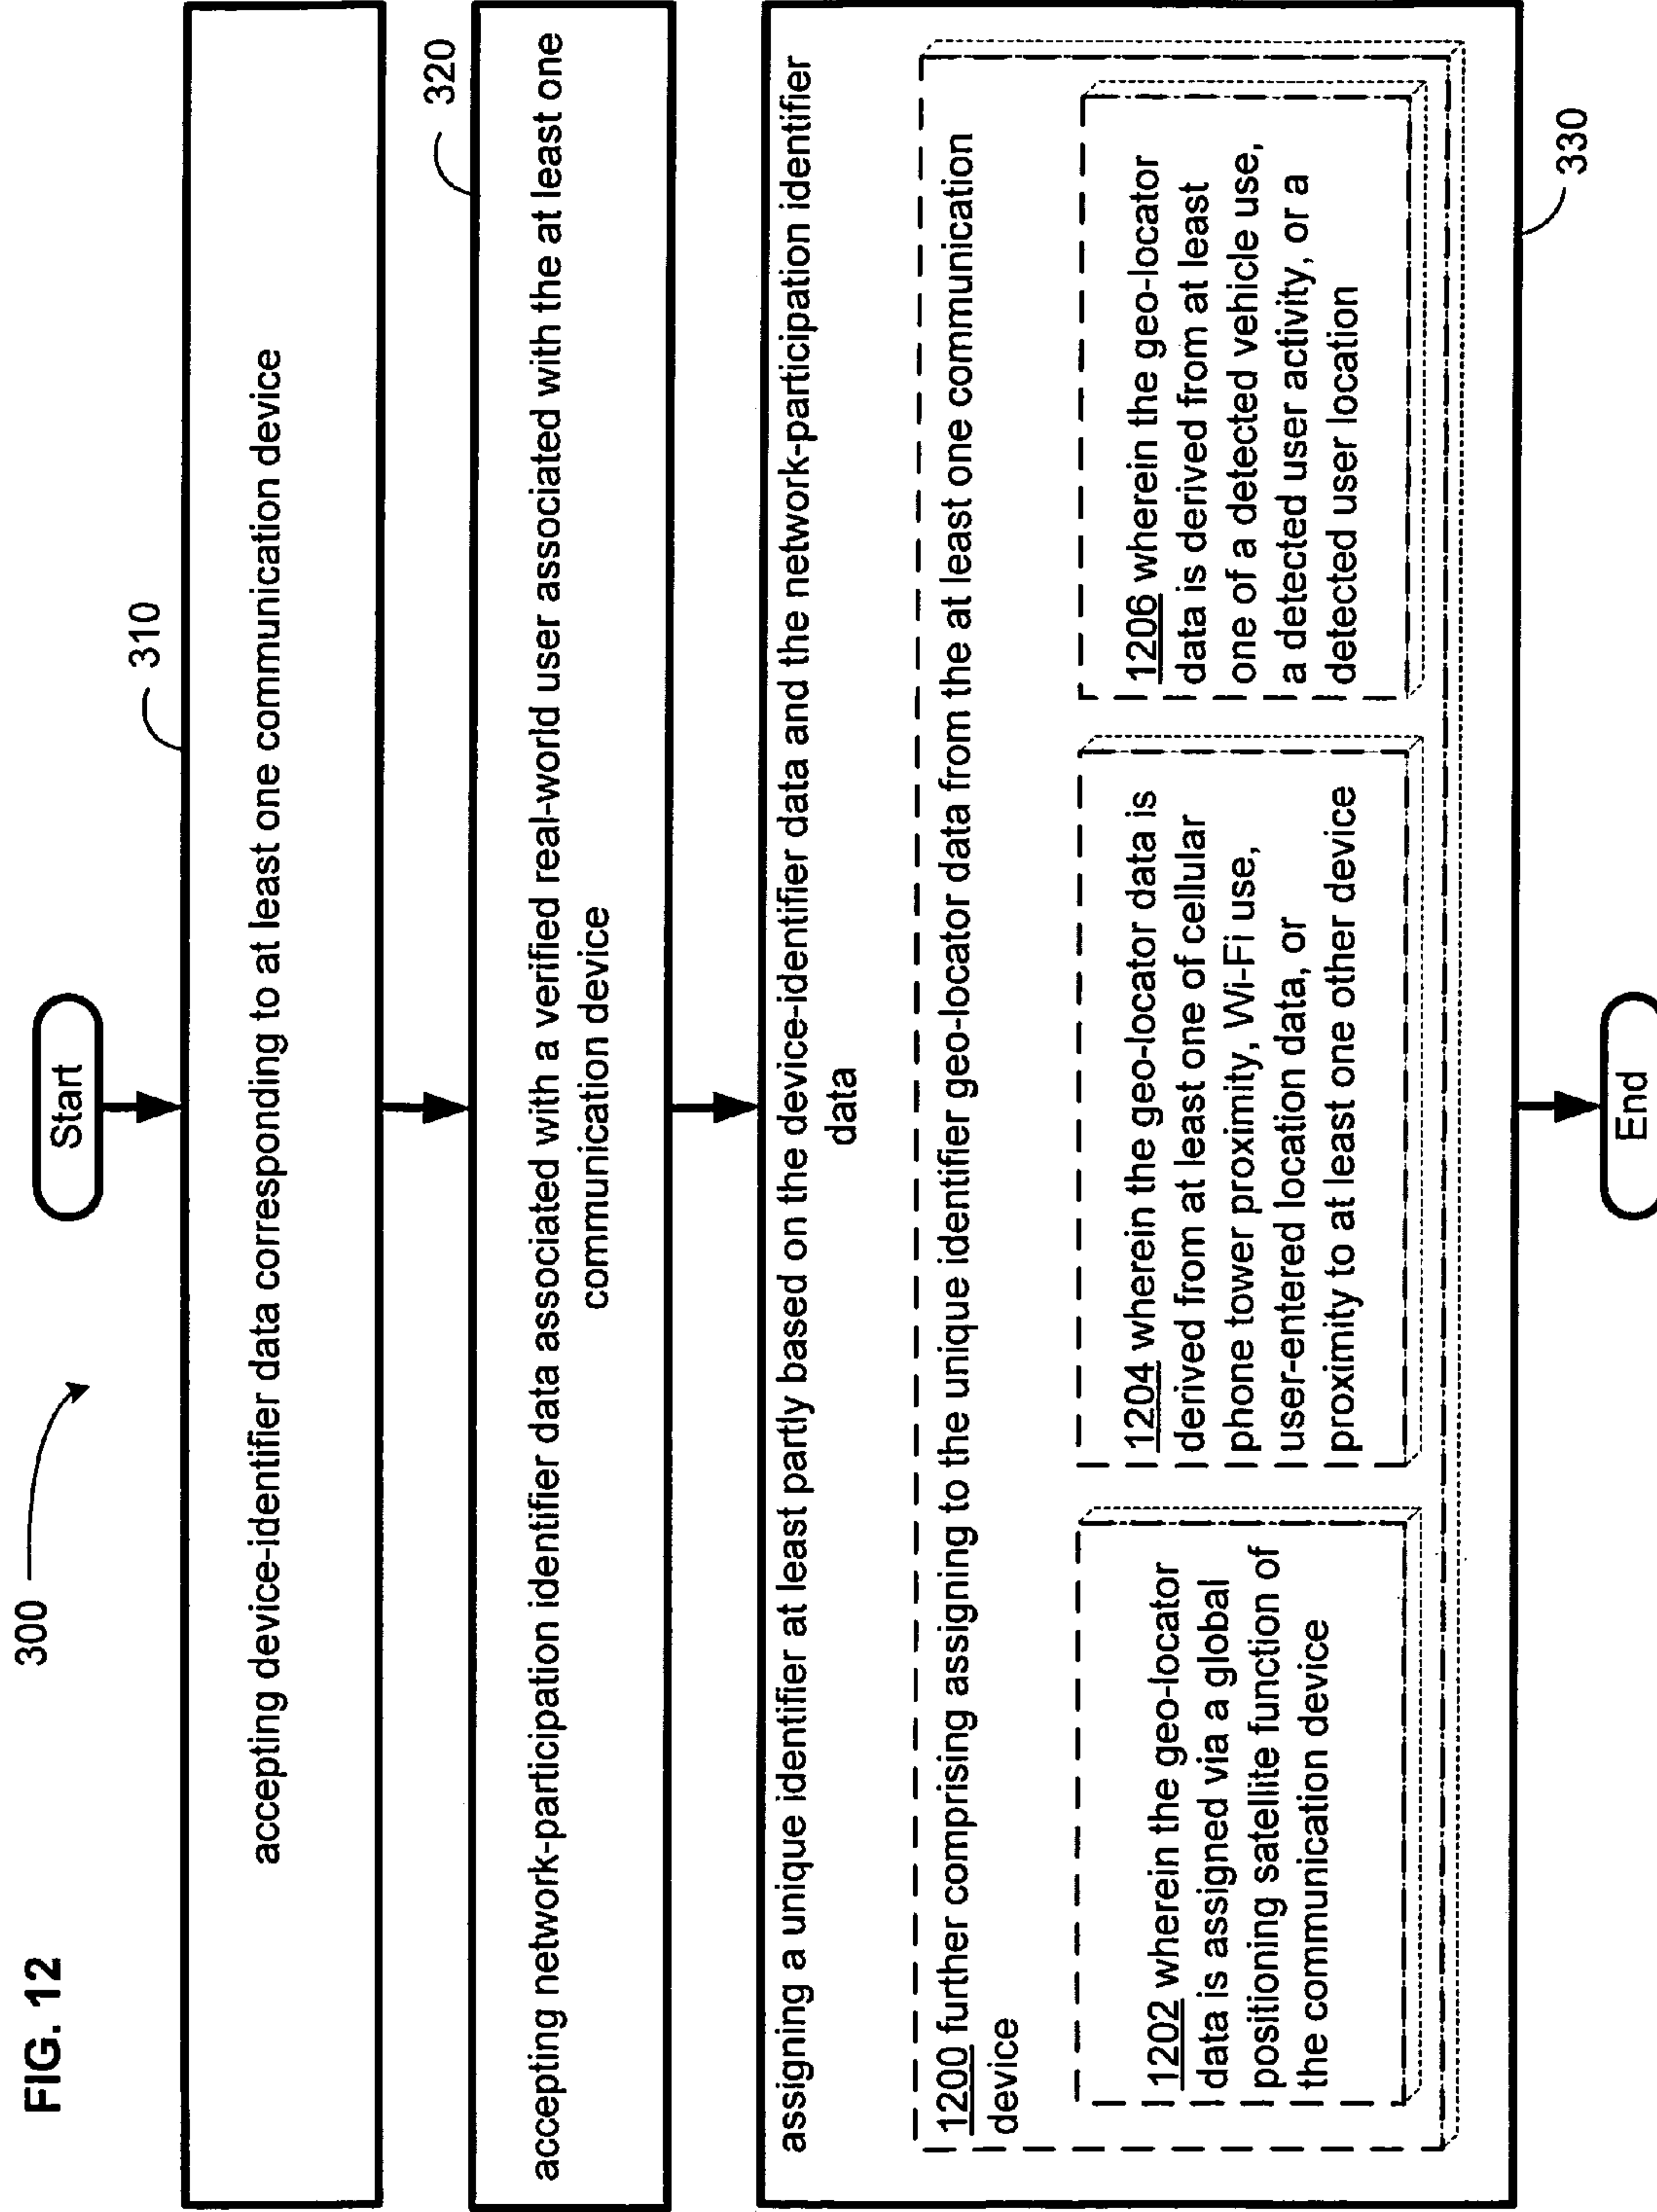 FIG. 12
300
Start
310
accepting device-identifier data corresponding to at least one communication device
320
accepting network-participation identifier data associated with a verified real-world user associated with the at least one
communication device
assigning a unique identifier at least partly based on the device-identifier data and the network-participation identifier
data
1200 further comprising assigning to the unique identifier geo-locator data from the at least one communication
device
1202 wherein the geo-locator
data is assigned via a global
positioning satellite function of
the communication device
1204 wherein the geo-locator data is
derived from at least one of cellular
phone tower proximity, Wi-Fi use,
user-entered location data, or
proximity to at least one other device
1206 wherein the geo-locator
data is derived from at least
one of a detected vehicle use,
a detected user activity, or a
detected user location
330
End